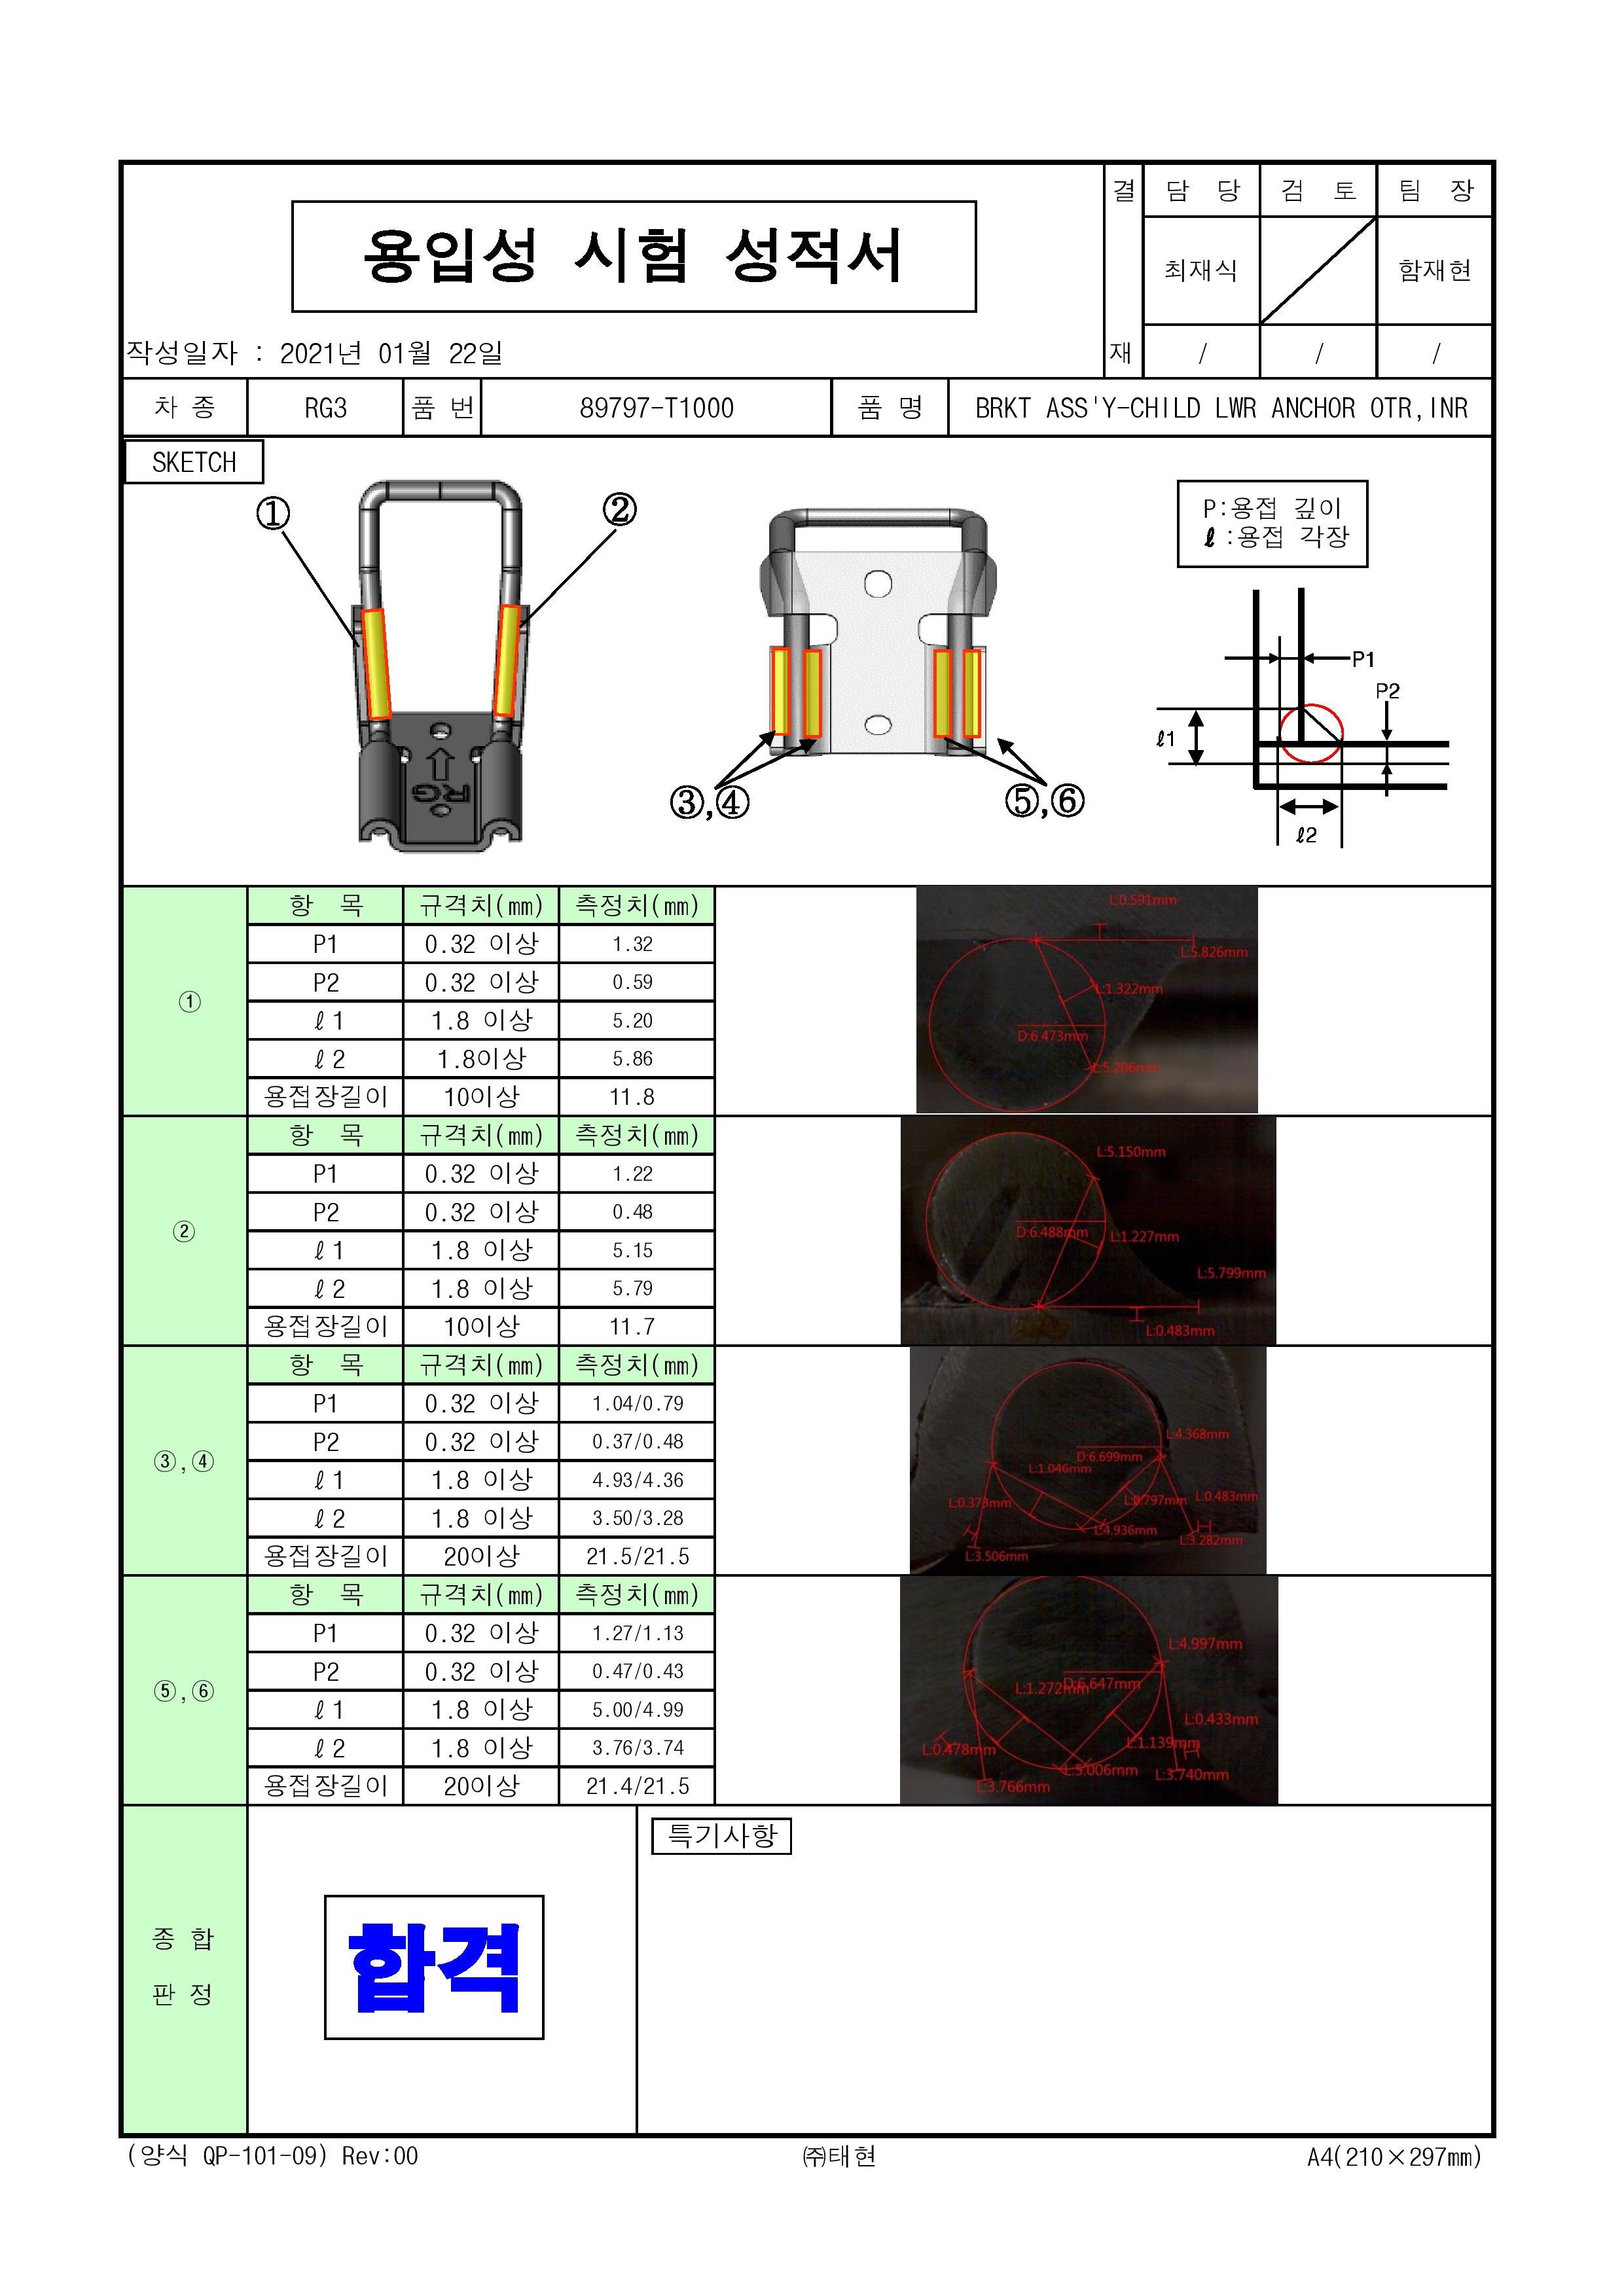 용입성 시험 성적서
결 재
담 당 검 토 팀 장
최재식 함재현
/ / /
작성일자 : 2021년 01월 22일
차 종 RG3 품 번 89797-T1000 품 명 BRKT ASS'Y-CHILD LWR ANCHOR OTR,INR
SKETCH
① ②
③,④ ⑤,⑥
RG
P:용접 깊이
ℓ :용접 각장
P1
P2
ℓ1
ℓ2
①
항 목 규격치(㎜) 측정치(㎜)
P1 0.32 이상 1.32
P2 0.32 이상 0.59
ℓ1 1.8 이상 5.20
ℓ2 1.8이상 5.86
용접장길이 10이상 11.8
L:0.591mm
L:5.826mm
L:1.322mm
D:6.473mm
L:5.206mm
②
항 목 규격치(㎜) 측정치(㎜)
P1 0.32 이상 1.22
P2 0.32 이상 0.48
ℓ1 1.8 이상 5.15
ℓ2 1.8 이상 5.79
용접장길이 10이상 11.7
L:5.150mm
D:6.488mm
L:1.227mm
L:5.799mm
L:0.483mm
③,④
항 목 규격치(㎜) 측정치(㎜)
P1 0.32 이상 1.04/0.79
P2 0.32 이상 0.37/0.48
ℓ1 1.8 이상 4.93/4.36
ℓ2 1.8 이상 3.50/3.28
용접장길이 20이상 21.5/21.5
L:4.368mm
D:6.699mm
L:1.046mm
L:0.373mm
L:0.797mm
L:0.483mm
L:4.936mm
L:3.282mm
L:3.506mm
⑤,⑥
항 목 규격치(㎜) 측정치(㎜)
P1 0.32 이상 1.27/1.13
P2 0.32 이상 0.47/0.43
ℓ1 1.8 이상 5.00/4.99
ℓ2 1.8 이상 3.76/3.74
용접장길이 20이상 21.4/21.5
L:4.997mm
D:6.647mm
L:1.272mm
L:0.433mm
L:1.139mm
L:0.478mm
L:5.006mm
L:3.740mm
L:3.766mm
종 합
판 정
합격
특기사항
(양식 QP-101-09) Rev:00 ㈜태현 A4(210×297㎜)